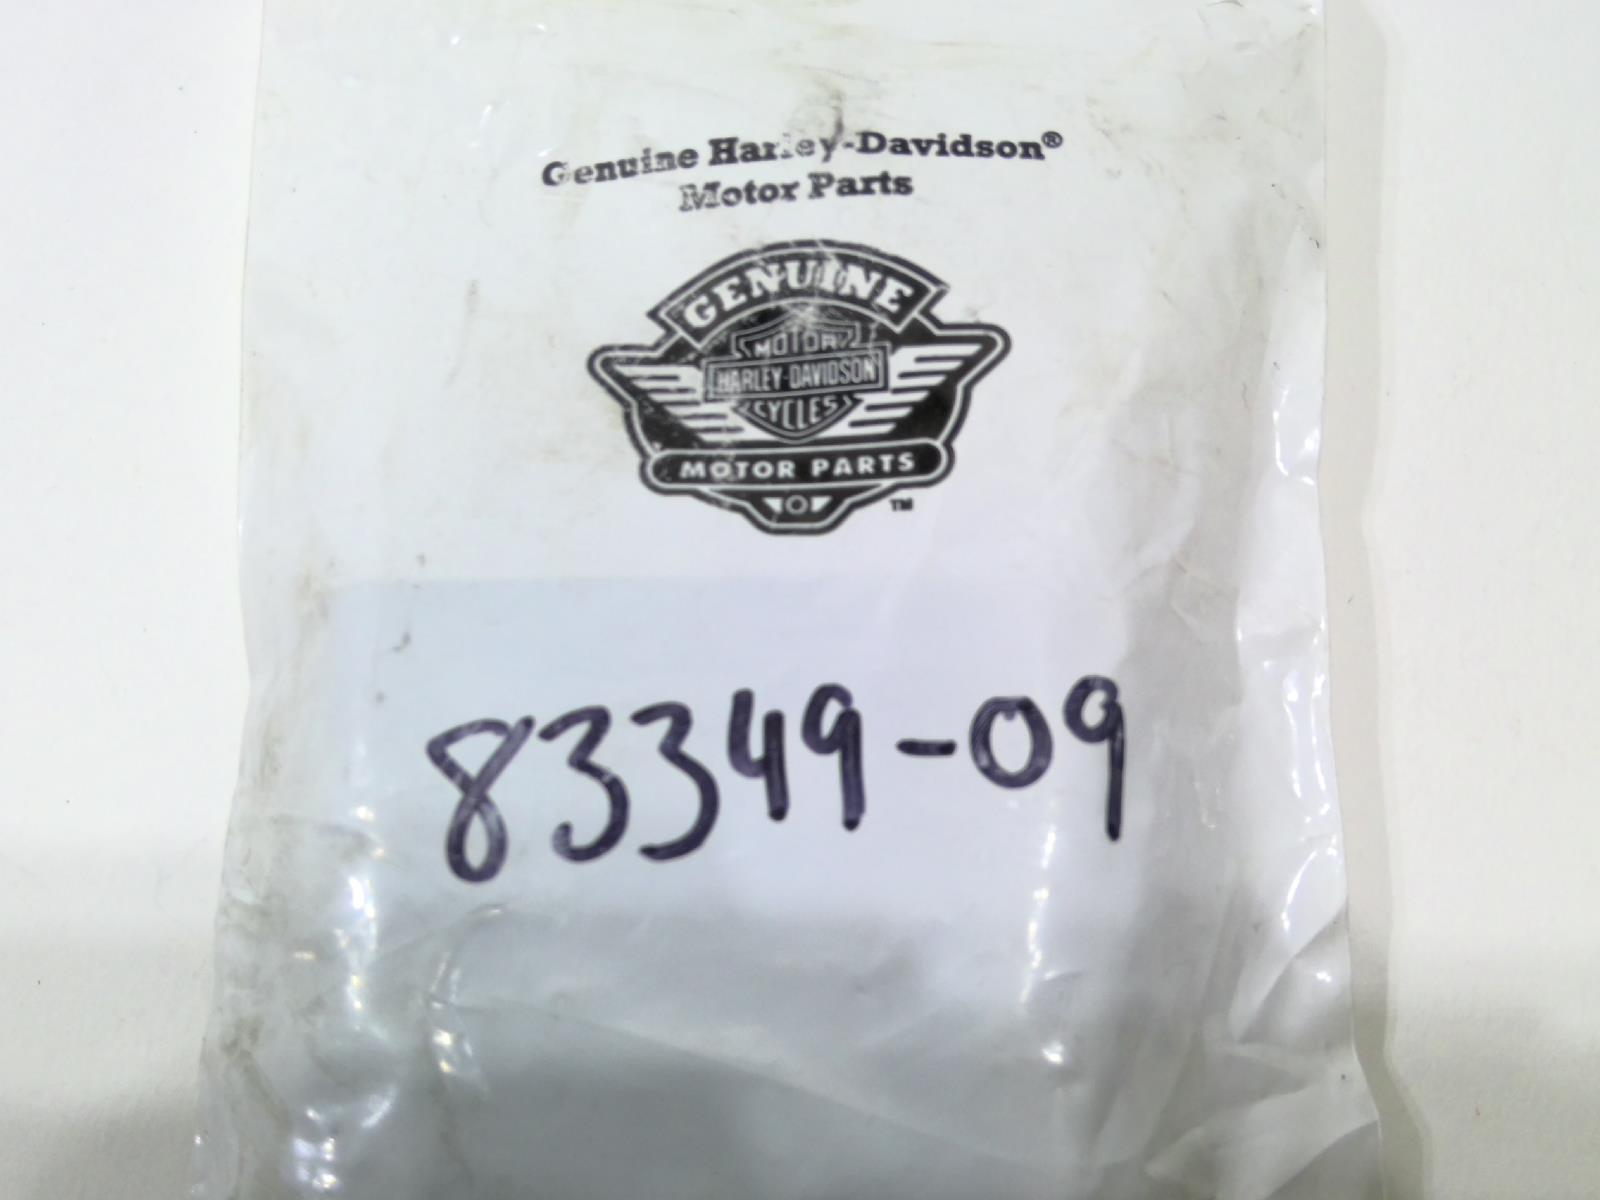 Genuine Harley-Davidson®
Motor Parts
GENUINE
MOTOR
HARLEY-DAVIDSON
CYCLES
MOTOR PARTS
TM
83349-09